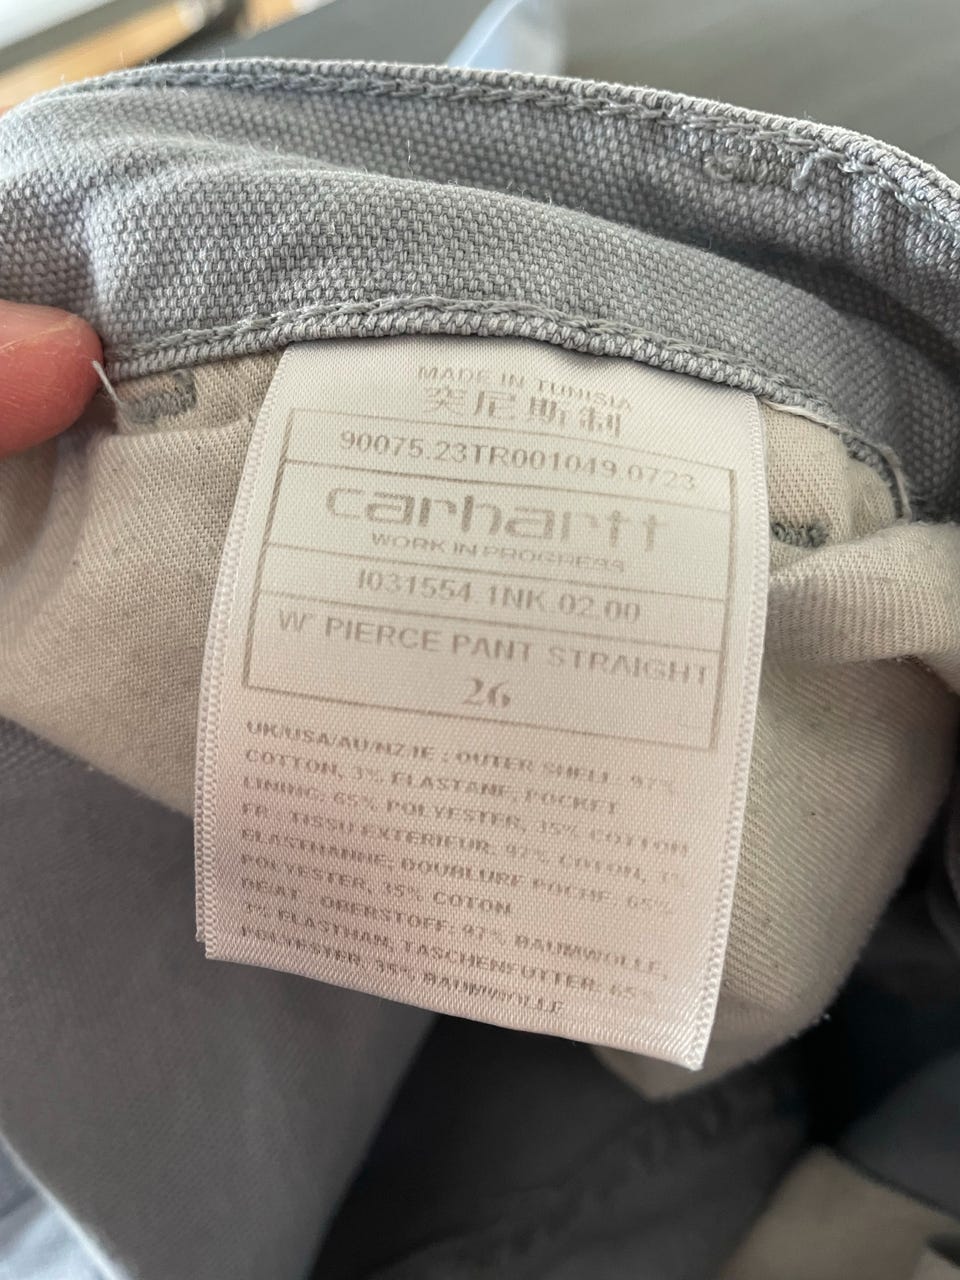 MADE IN TUNISIA
突尼斯制
90075.23TR001049.0723
carhartt
WORK IN PROGRESS
I031554.1NK.02.00
W' PIERCE PANT STRAIGHT
26
UK/USA/AU/NZ/IE : OUTER SHELL: 97%
COTTON, 3% ELASTANE; POCKET
LINING: 65% POLYESTER, 35% COTTON
FR : TISSU EXTERIEUR: 97% COTON, 3%
ELASTHANNE; DOUBLURE POCHE: 65%
POLYESTER, 35% COTON
DE/AT : OBERSTOFF: 97% BAUMWOLLE,
3% ELASTHAN; TASCHENFUTTER: 65%
POLYESTER, 35% BAUMWOLLE